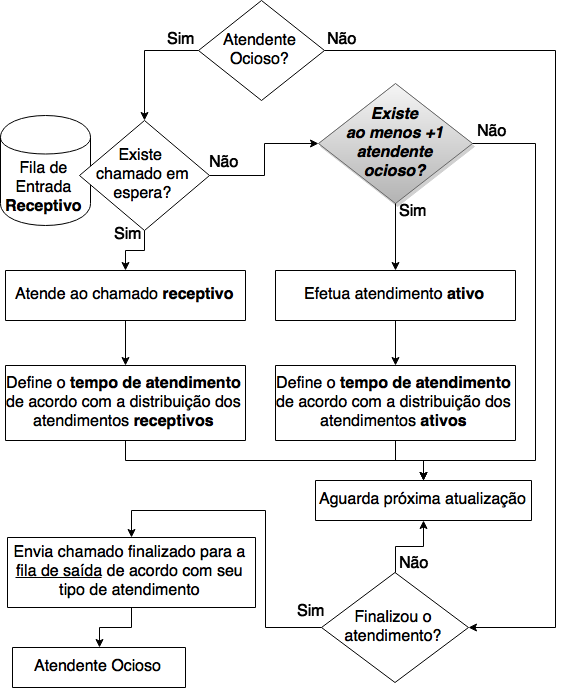 Atendente
Ocioso?
Sim
Não
Fila de
Entrada
Receptivo
Existe
chamado em
espera?
Não
Sim
Existe
ao menos +1
atendente
ocioso?
Não
Sim
Atende ao chamado receptivo
Efetua atendimento ativo
Define o tempo de atendimento
de acordo com a distribuição dos
atendimentos receptivos
Define o tempo de atendimento
de acordo com a distribuição dos
atendimentos ativos
Aguarda próxima atualização
Envia chamado finalizado para a
fila de saída de acordo com seu
tipo de atendimento
Não
Sim
Finalizou o
atendimento?
Atendente Ocioso